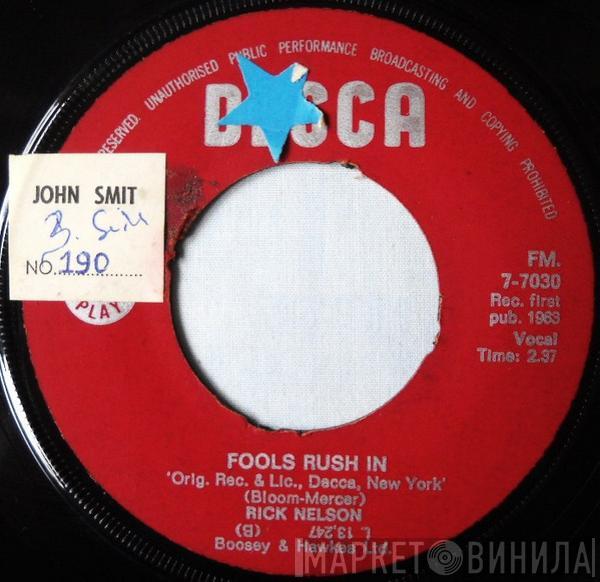 RESERVED. UNAUTHORISED PUBLIC PERFORMANCE BROADCASTING AND COPYING PROHIBITED
DECCA
JOHN SMIT
B. Side
NO. 190
PLAY
FM.
7-7030
Rec. first
pub. 1963
Vocal
Time: 2.37
FOOLS RUSH IN
'Orig. Rec. & Lic., Decca, New York'
(Bloom-Mercer)
RICK NELSON
L 13,247
(B)
Boosey & Hawkes Ltd.
МАРКЕТ ВИНИЛА